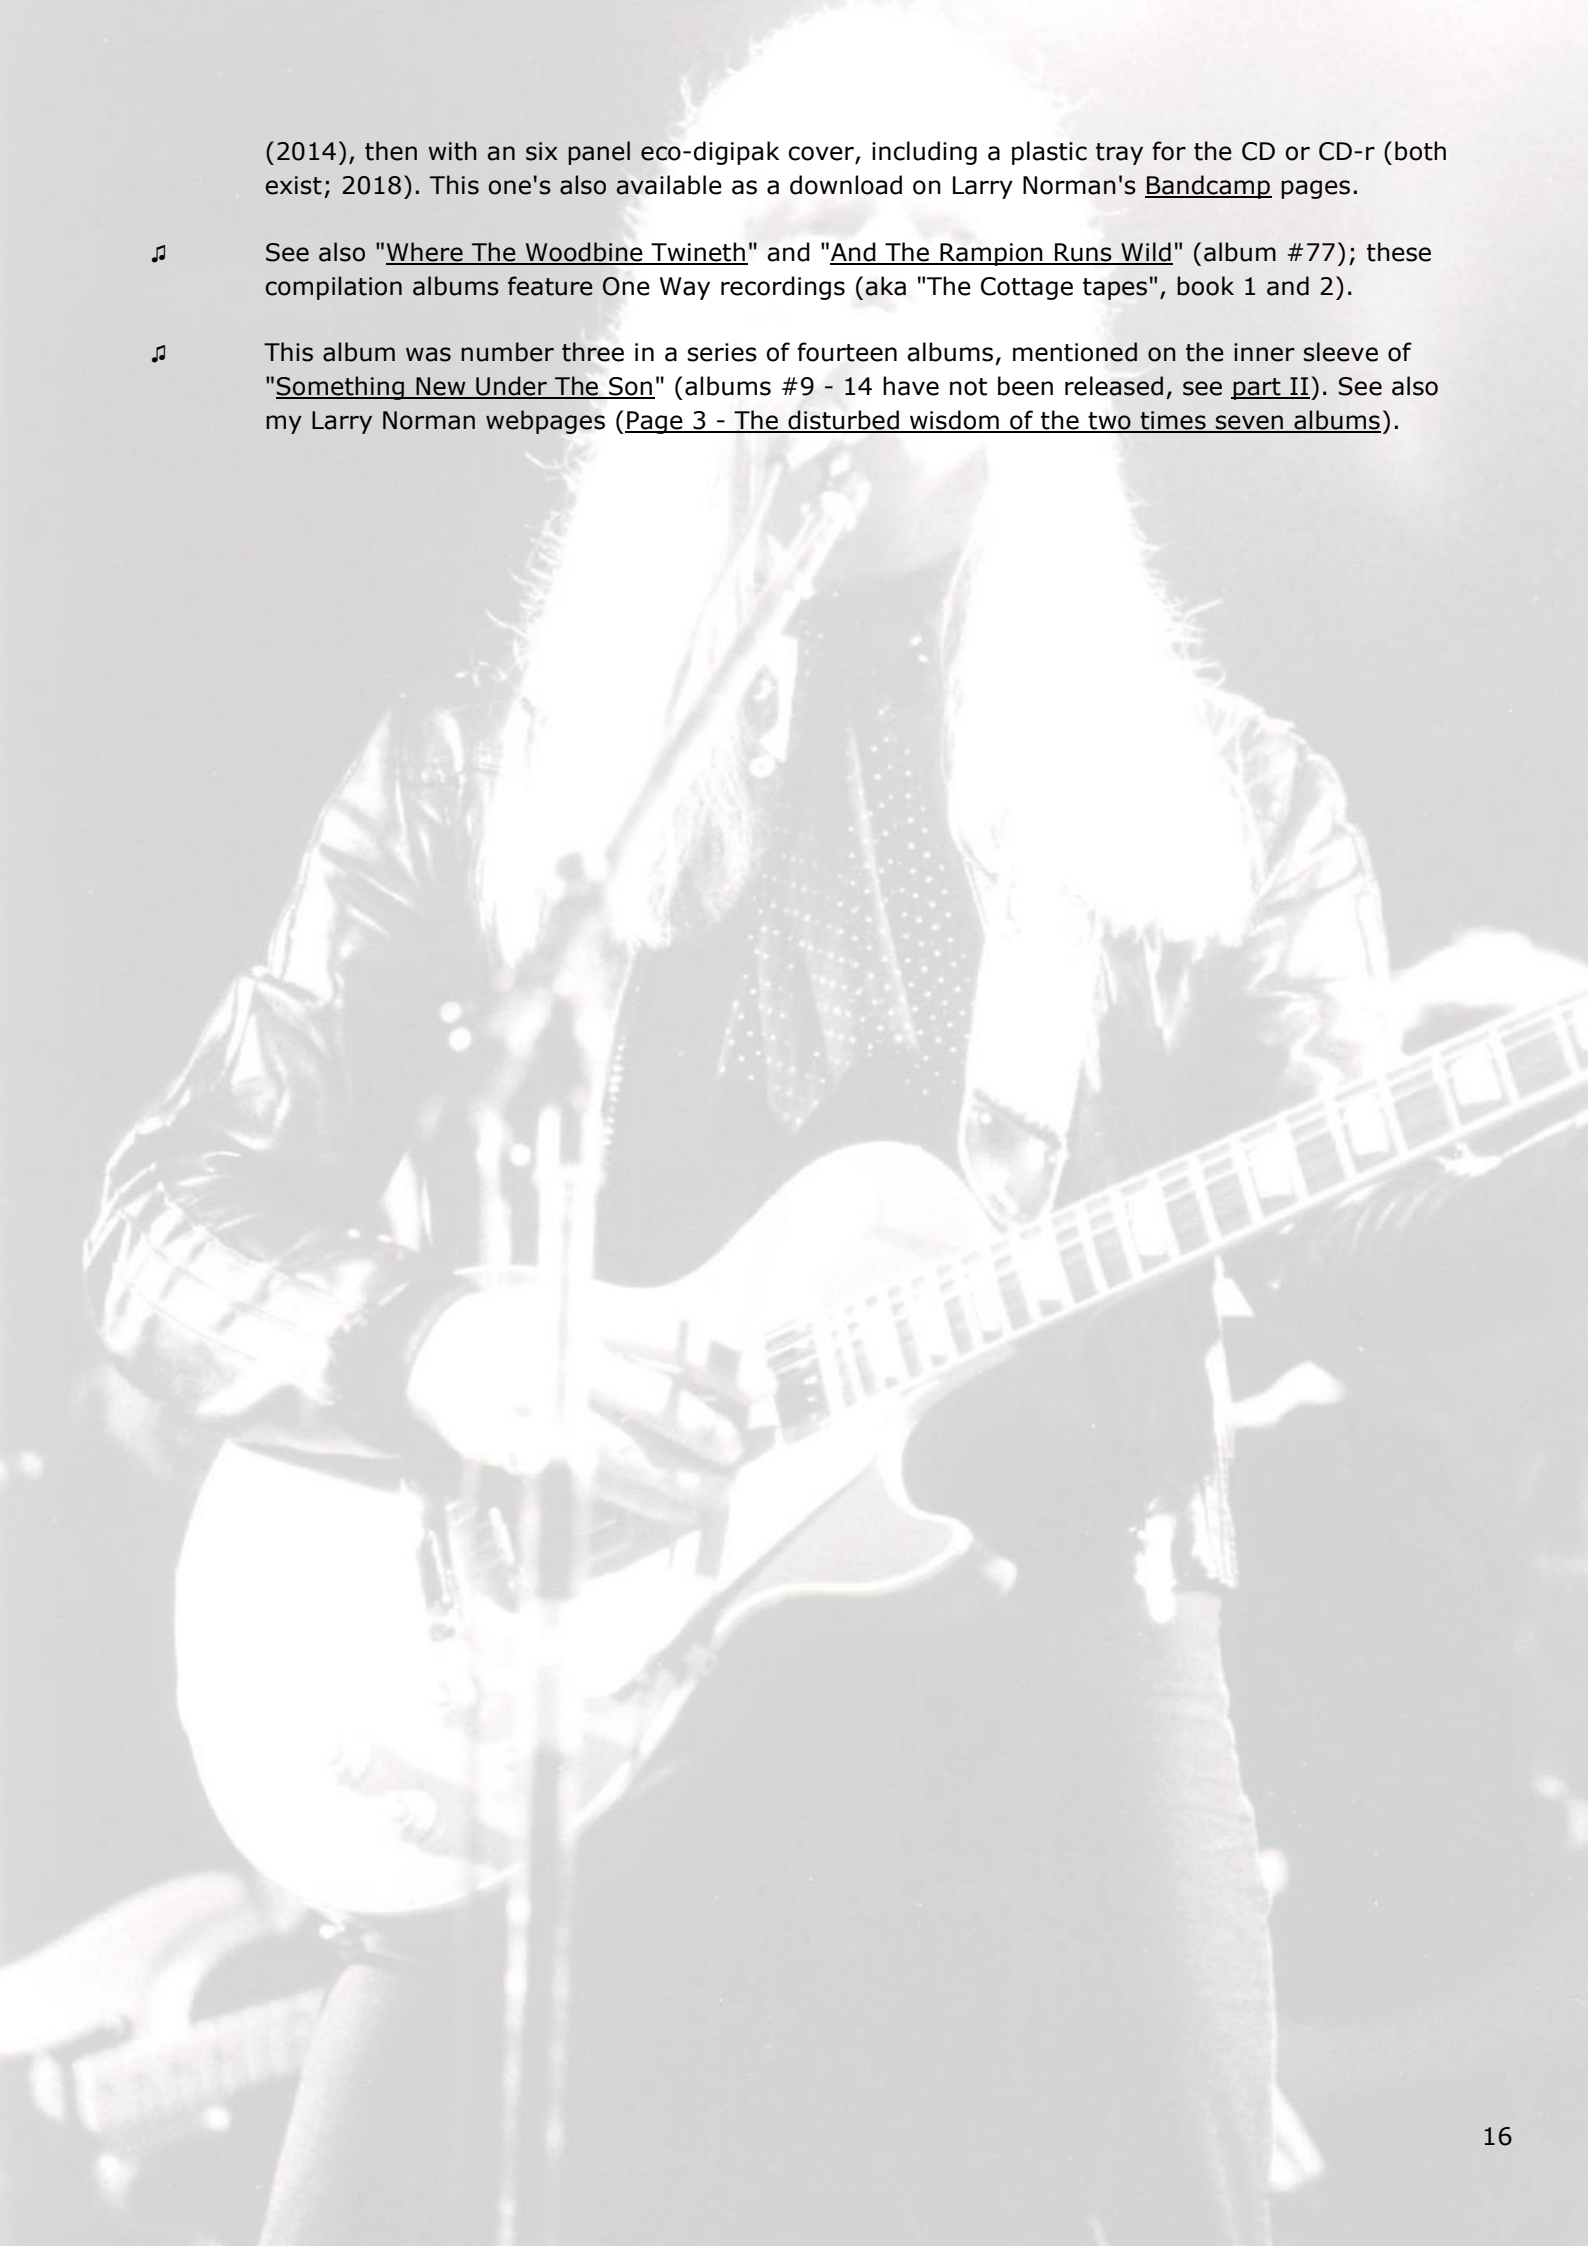 (2014), then with an six panel eco-digipak cover, including a plastic tray for the CD or CD-r (both
exist; 2018). This one's also available as a download on Larry Norman's Bandcamp pages.
♫ See also "Where The Woodbine Twineth" and "And The Rampion Runs Wild" (album #77); these
compilation albums feature One Way recordings (aka "The Cottage tapes", book 1 and 2).
♫ This album was number three in a series of fourteen albums, mentioned on the inner sleeve of
"Something New Under The Son" (albums #9 - 14 have not been released, see part II). See also
my Larry Norman webpages (Page 3 - The disturbed wisdom of the two times seven albums).
16